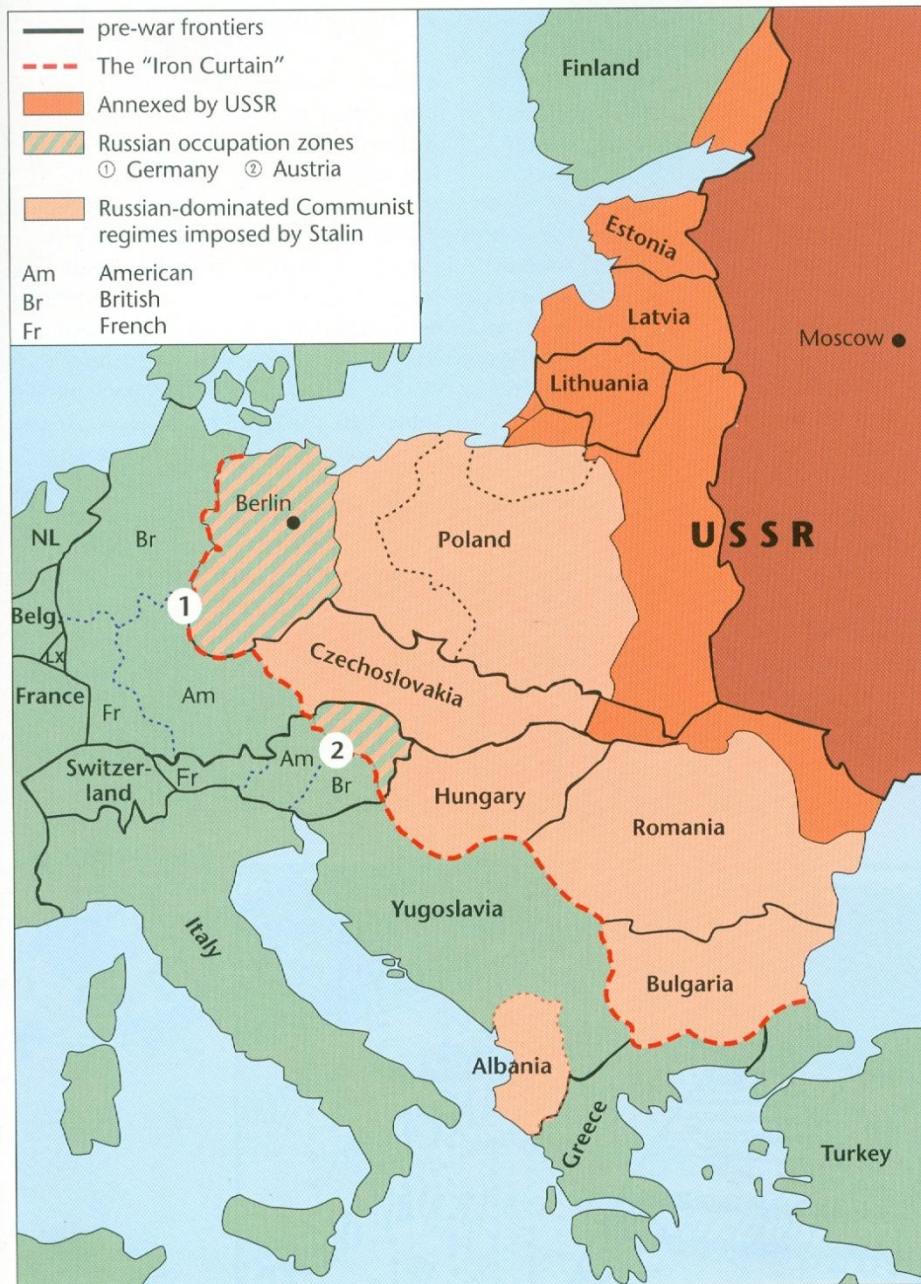 pre-war frontiers
The “Iron Curtain”
Annexed by USSR
Russian occupation zones
① Germany ② Austria
Russian-dominated Communist
regimes imposed by Stalin
Am American
Br British
Fr French
Finland
Estonia
Latvia
Moscow
Lithuania
Berlin
NL
Br
Poland
USSR
1
Belg.
Lx
Czechoslovakia
France
Fr
Am
2
Am
Fr
Switzer-
land
Br
Hungary
Romania
Yugoslavia
Italy
Bulgaria
Albania
Greece
Turkey